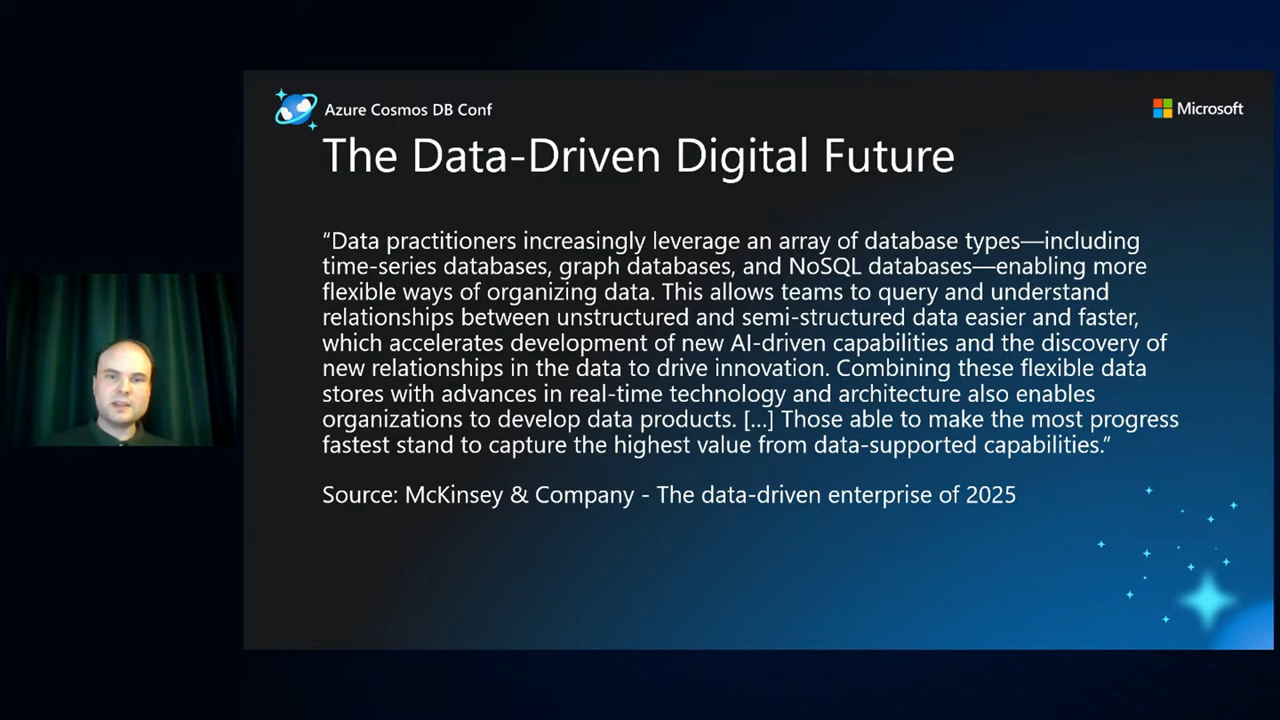 Azure Cosmos DB Conf
Microsoft
The Data-Driven Digital Future
“Data practitioners increasingly leverage an array of database types—including
time-series databases, graph databases, and NoSQL databases—enabling more
flexible ways of organizing data. This allows teams to query and understand
relationships between unstructured and semi-structured data easier and faster,
which accelerates development of new AI-driven capabilities and the discovery of
new relationships in the data to drive innovation. Combining these flexible data
stores with advances in real-time technology and architecture also enables
organizations to develop data products. […] Those able to make the most progress
fastest stand to capture the highest value from data-supported capabilities.”
Source: McKinsey & Company - The data-driven enterprise of 2025